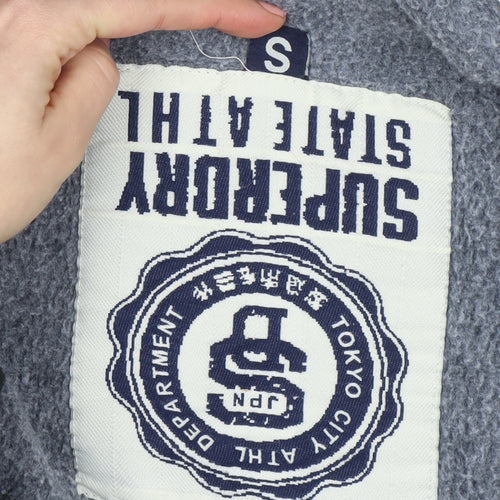 S
SUPERDRY
STATE ATHL
TOKYO CITY ATHL DEPARTMENT
JPN